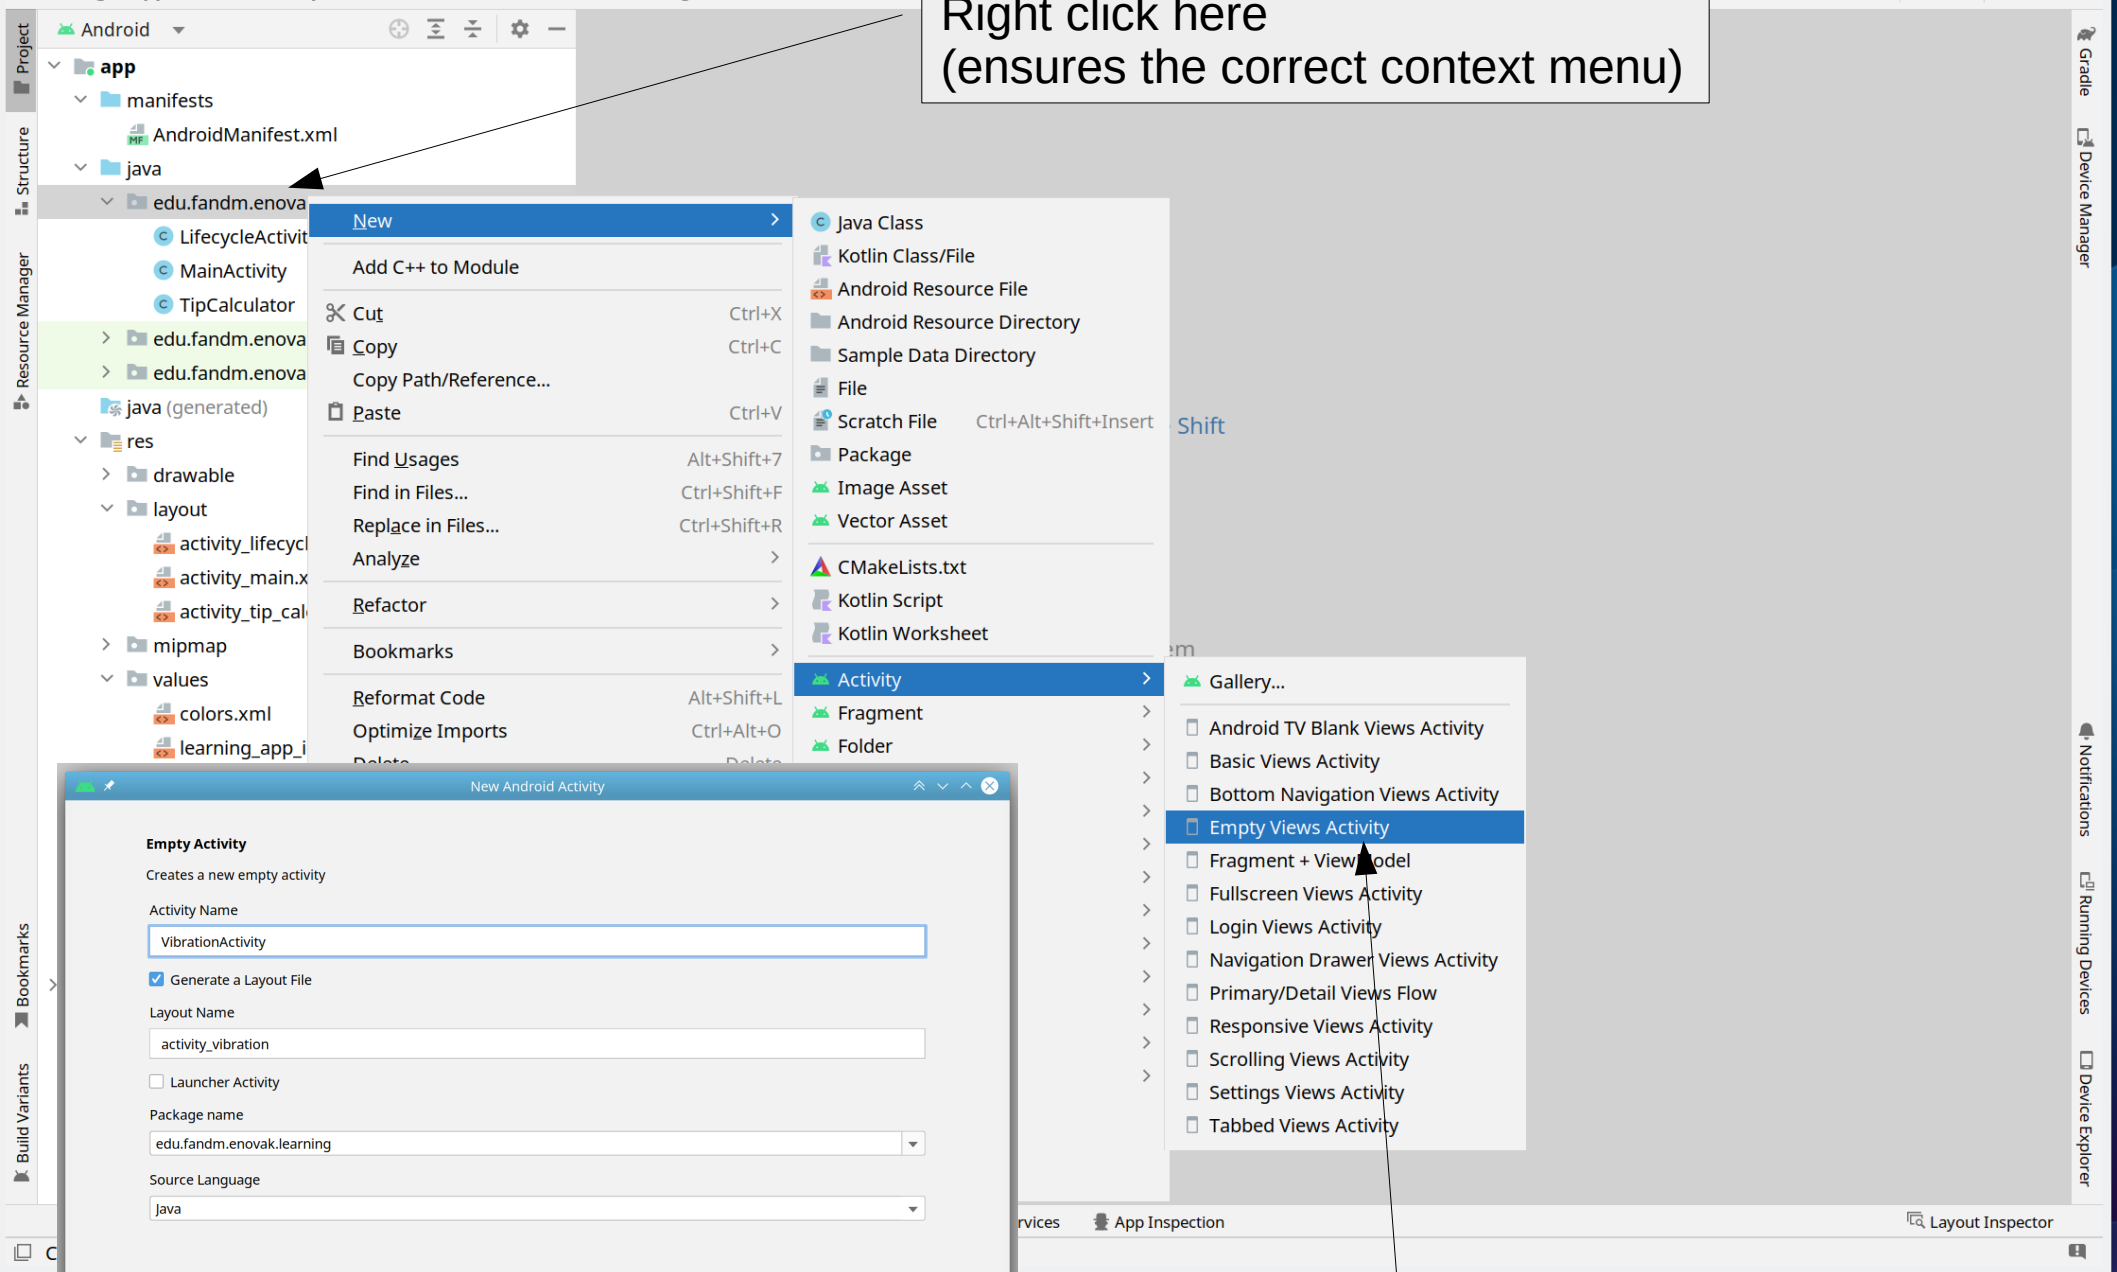 Right click here
(ensures the correct context menu)
Android
Project
Structure
Resource Manager
Bookmarks
Build Variants
app
manifests
AndroidManifest.xml
java
edu.fandm.enova
LifecycleActivit
MainActivity
TipCalculator
edu.fandm.enova
edu.fandm.enova
java (generated)
res
drawable
layout
activity_lifecycl
activity_main.x
activity_tip_cal
mipmap
values
colors.xml
learning_app_i
New
Add C++ to Module
Cut Ctrl+X
Copy Ctrl+C
Copy Path/Reference...
Paste Ctrl+V
Find Usages Alt+Shift+7
Find in Files... Ctrl+Shift+F
Replace in Files... Ctrl+Shift+R
Analyze
Refactor
Bookmarks
Reformat Code Alt+Shift+L
Optimize Imports Ctrl+Alt+O
Delete Delete
Java Class
Kotlin Class/File
Android Resource File
Android Resource Directory
Sample Data Directory
File
Scratch File Ctrl+Alt+Shift+Insert
Package
Image Asset
Vector Asset
CMakeLists.txt
Kotlin Script
Kotlin Worksheet
Activity
Fragment
Folder
Shift
em
Gallery...
Android TV Blank Views Activity
Basic Views Activity
Bottom Navigation Views Activity
Empty Views Activity
Fragment + ViewModel
Fullscreen Views Activity
Login Views Activity
Navigation Drawer Views Activity
Primary/Detail Views Flow
Responsive Views Activity
Scrolling Views Activity
Settings Views Activity
Tabbed Views Activity
New Android Activity
Empty Activity
Creates a new empty activity
Activity Name
VibrationActivity
Generate a Layout File
Layout Name
activity_vibration
Launcher Activity
Package name
edu.fandm.enovak.learning
Source Language
Java
Gradle
Device Manager
Notifications
Running Devices
Device Explorer
rvices
App Inspection
Layout Inspector
C